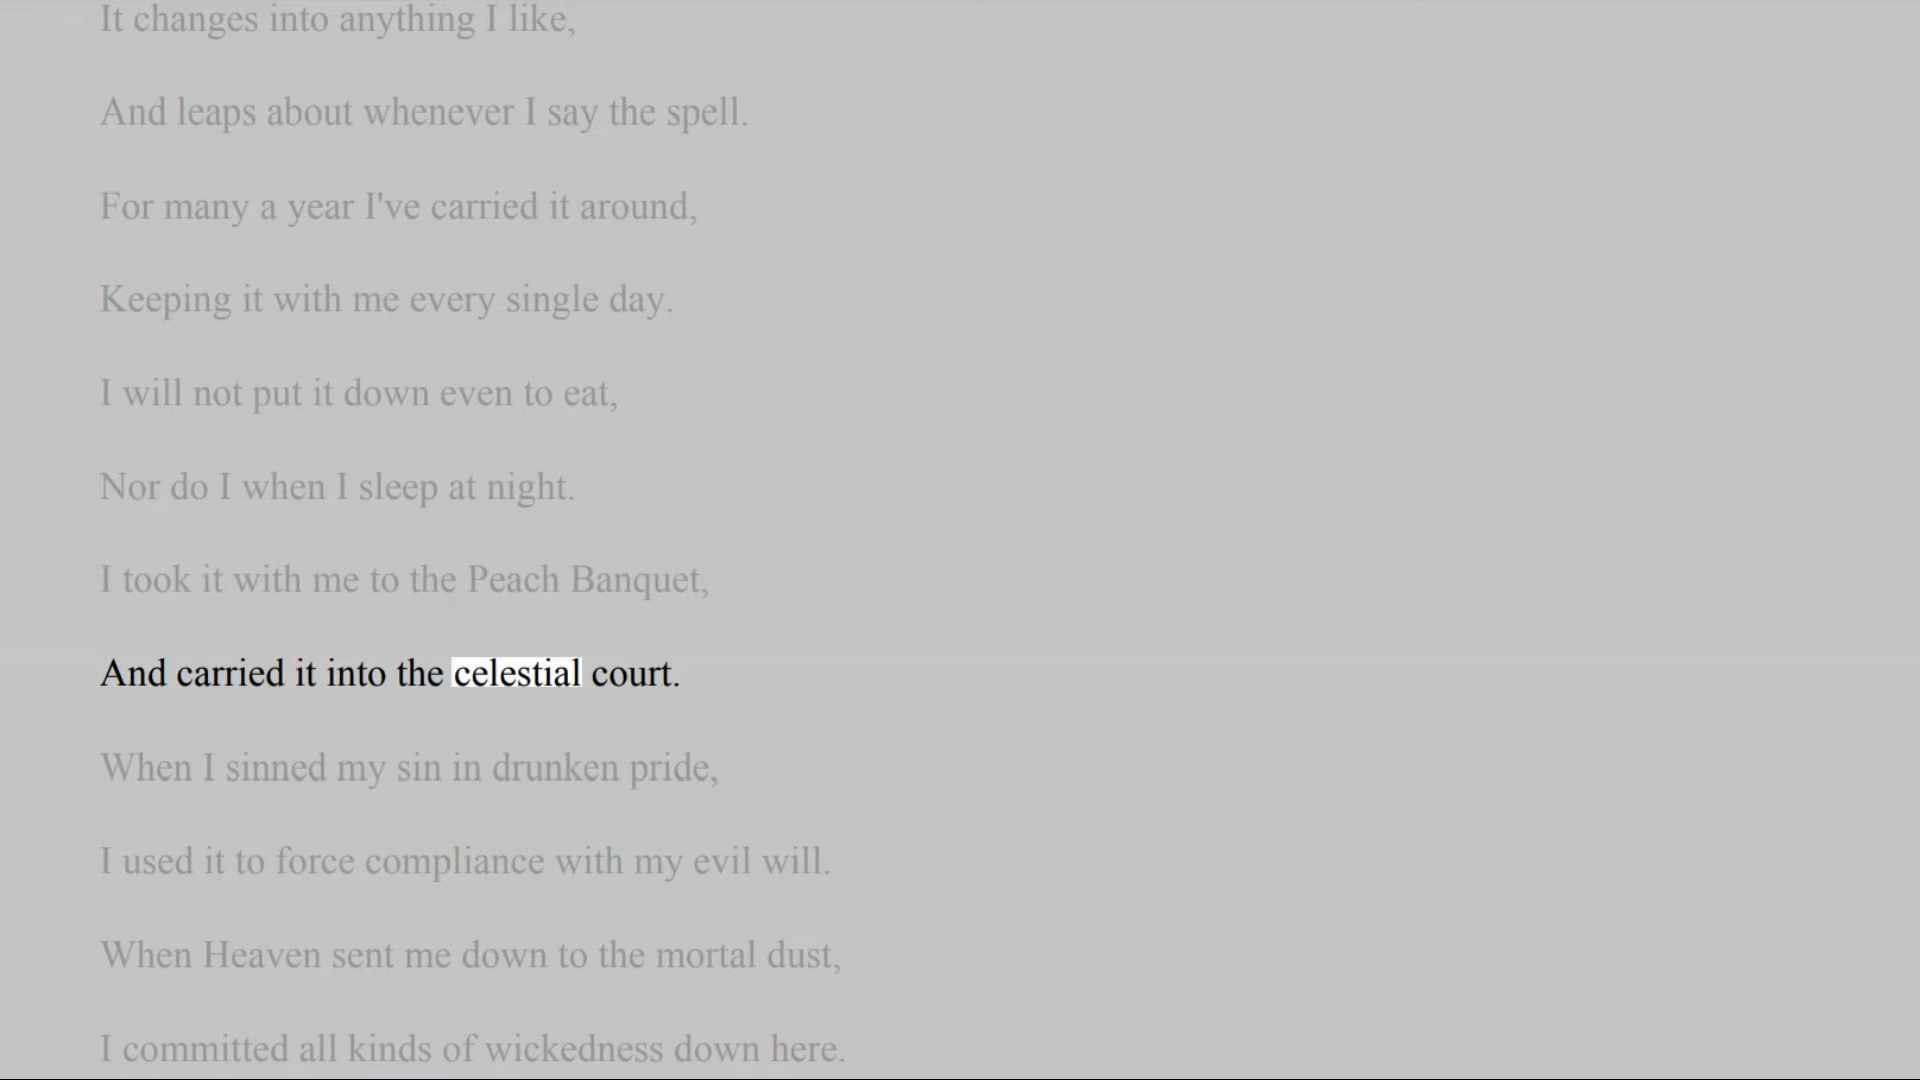 It changes into anything I like,
And leaps about whenever I say the spell.
For many a year I've carried it around,
Keeping it with me every single day.
I will not put it down even to eat,
Nor do I when I sleep at night.
I took it with me to the Peach Banquet,
And carried it into the celestial court.
When I sinned my sin in drunken pride,
I used it to force compliance with my evil will.
When Heaven sent me down to the mortal dust,
I committed all kinds of wickedness down here.